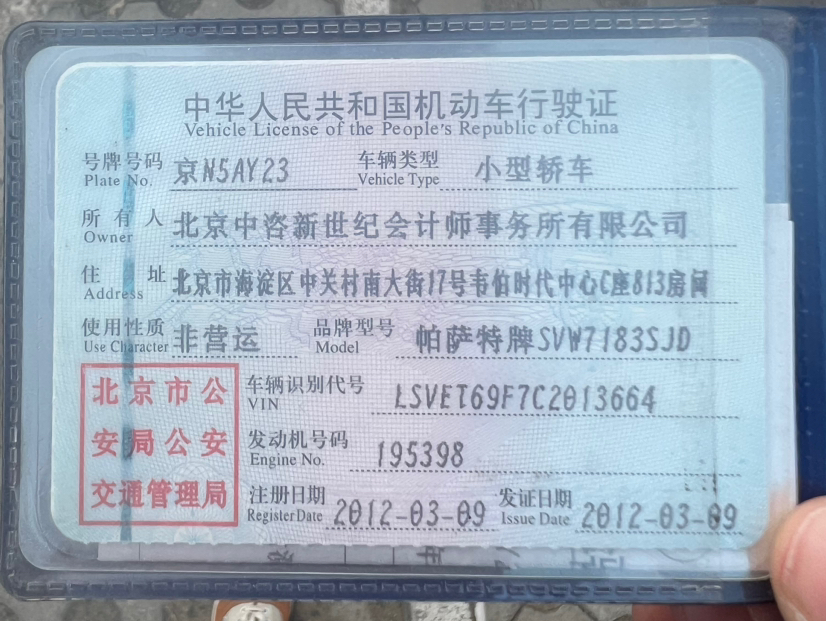 中华人民共和国机动车行驶证
Vehicle License of the People's Republic of China
号牌号码 京N5AY23 车辆类型 小型轿车
Plate No. Vehicle Type
所有人 北京中咨新世纪会计师事务所有限公司
Owner
住址 北京市海淀区中关村南大街17号韦伯时代中心C座813房间
Address
使用性质 非营运 品牌型号 帕萨特牌SVW7183SJD
Use Character Model
北京市公
安局公安
交通管理局
车辆识别代号 LSVET69F7C2013664
VIN
发动机号码 195398
Engine No.
注册日期 2012-03-09 发证日期 2012-03-09
Register Date Issue Date